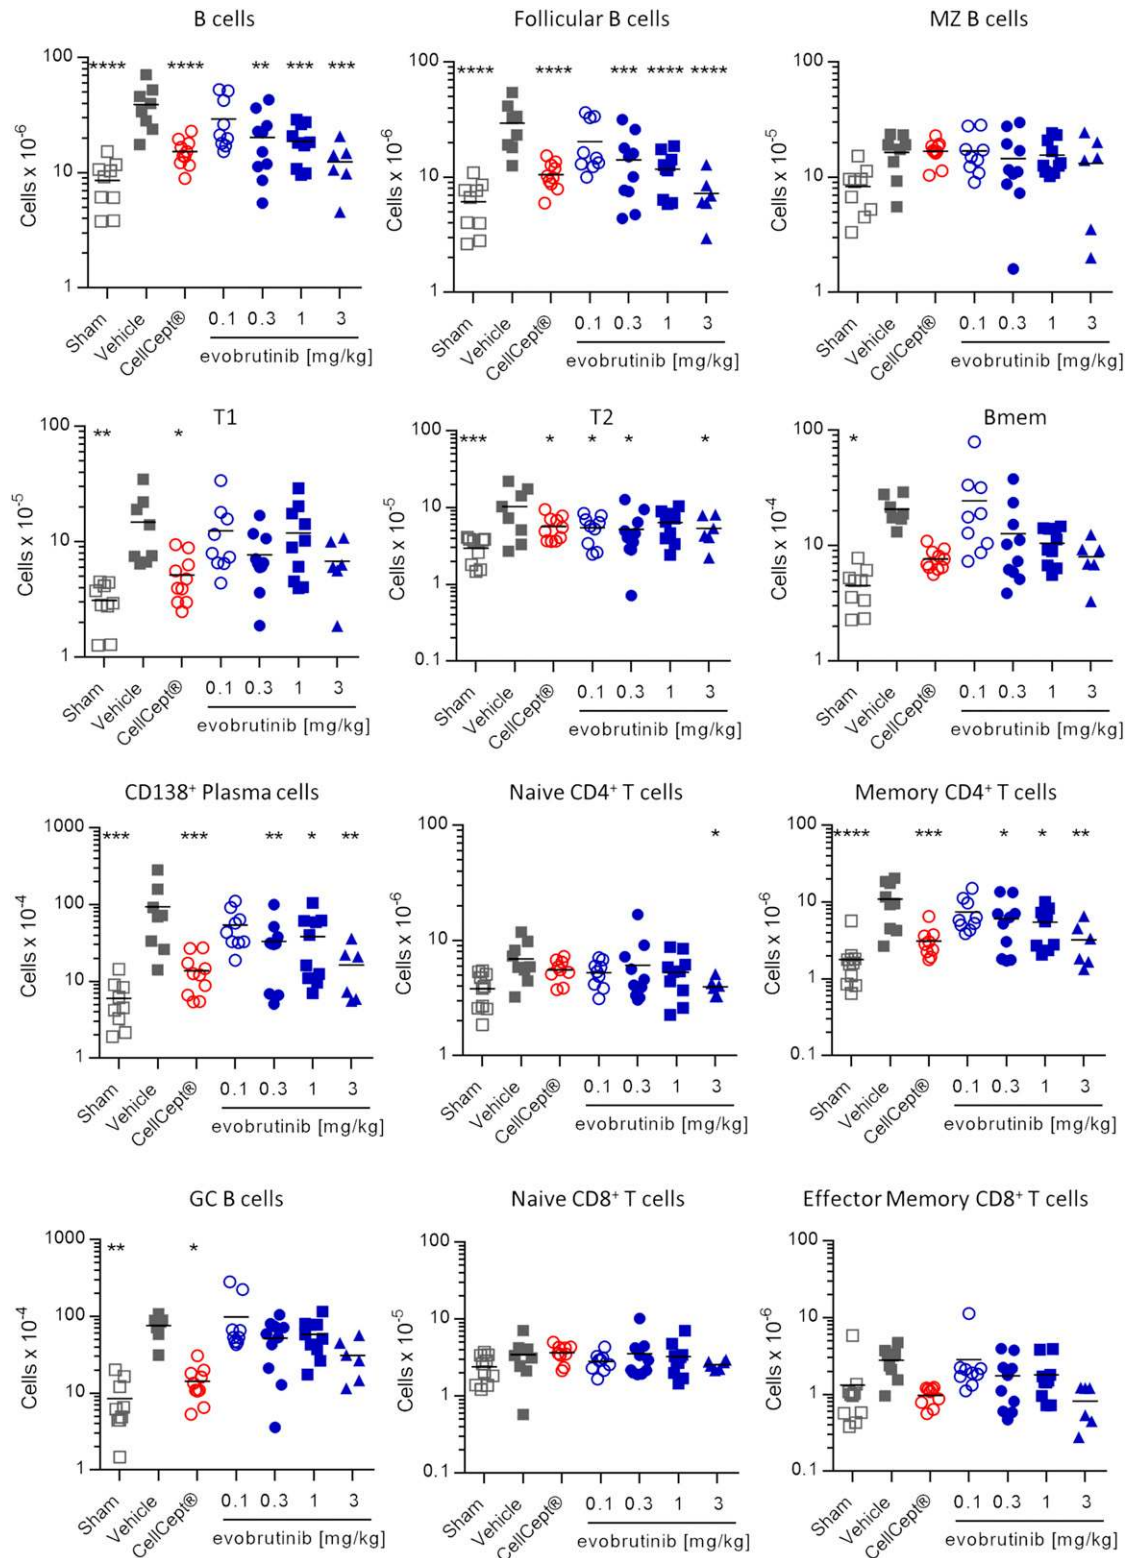 B cells
Follicular B cells
MZ B cells
**** **** ** *** ***
**** **** *** **** ****
100
10
1
Cells x 10-6
100
10
1
Cells x 10-6
100
10
1
Cells x 10-5
Sham Vehicle CellCept® 0.1 0.3 1 3
evobrutinib [mg/kg]
Sham Vehicle CellCept® 0.1 0.3 1 3
evobrutinib [mg/kg]
Sham Vehicle CellCept® 0.1 0.3 1 3
evobrutinib [mg/kg]
T1
T2
Bmem
** *
*** * * * *
*
100
10
1
Cells x 10-5
100
10
1
0.1
Cells x 10-5
100
10
1
Cells x 10-4
Sham Vehicle CellCept® 0.1 0.3 1 3
evobrutinib [mg/kg]
Sham Vehicle CellCept® 0.1 0.3 1 3
evobrutinib [mg/kg]
Sham Vehicle CellCept® 0.1 0.3 1 3
evobrutinib [mg/kg]
CD138+ Plasma cells
Naive CD4+ T cells
Memory CD4+ T cells
*** *** ** * **
*
**** *** * * **
1000
100
10
1
Cells x 10-4
100
10
1
Cells x 10-6
100
10
1
0.1
Cells x 10-6
Sham Vehicle CellCept® 0.1 0.3 1 3
evobrutinib [mg/kg]
Sham Vehicle CellCept® 0.1 0.3 1 3
evobrutinib [mg/kg]
Sham Vehicle CellCept® 0.1 0.3 1 3
evobrutinib [mg/kg]
GC B cells
Naive CD8+ T cells
Effector Memory CD8+ T cells
** *
1000
100
10
1
Cells x 10-4
100
10
1
0.1
Cells x 10-5
100
10
1
0.1
Cells x 10-6
Sham Vehicle CellCept® 0.1 0.3 1 3
evobrutinib [mg/kg]
Sham Vehicle CellCept® 0.1 0.3 1 3
evobrutinib [mg/kg]
Sham Vehicle CellCept® 0.1 0.3 1 3
evobrutinib [mg/kg]